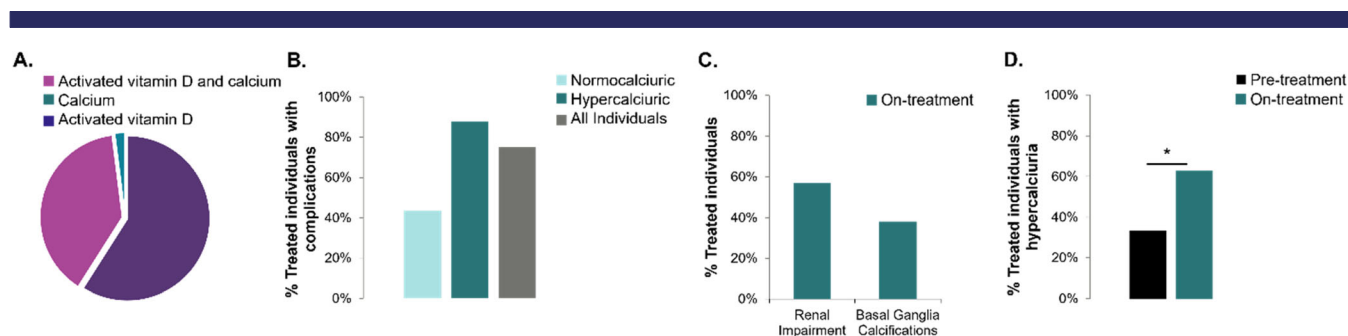 A.
Activated vitamin D and calcium
Calcium
Activated vitamin D
B.
Normocalciuric
Hypercalciuric
All Individuals
% Treated individuals with
complications
100%
80%
60%
40%
20%
0%
C.
On-treatment
% Treated individuals
100%
80%
60%
40%
20%
0%
Renal
Impairment
Basal Ganglia
Calcifications
D.
Pre-treatment
On-treatment
% Treated individuals with
hypercalciuria
100%
80%
60%
40%
20%
0%
*